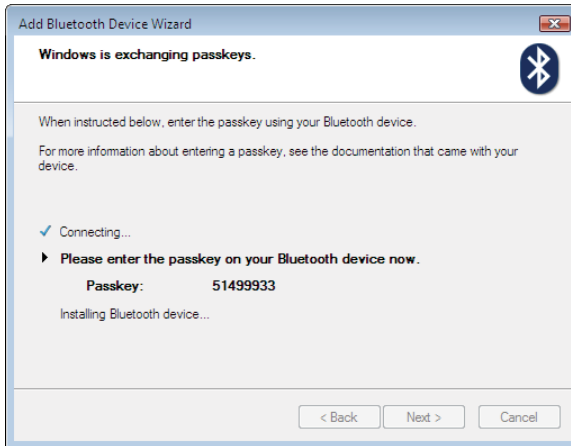 Add Bluetooth Device Wizard
Windows is exchanging passkeys.
When instructed below, enter the passkey using your Bluetooth device.
For more information about entering a passkey, see the documentation that came with your
device.
Connecting...
Please enter the passkey on your Bluetooth device now.
Passkey: 51499933
Installing Bluetooth device...
< Back Next > Cancel